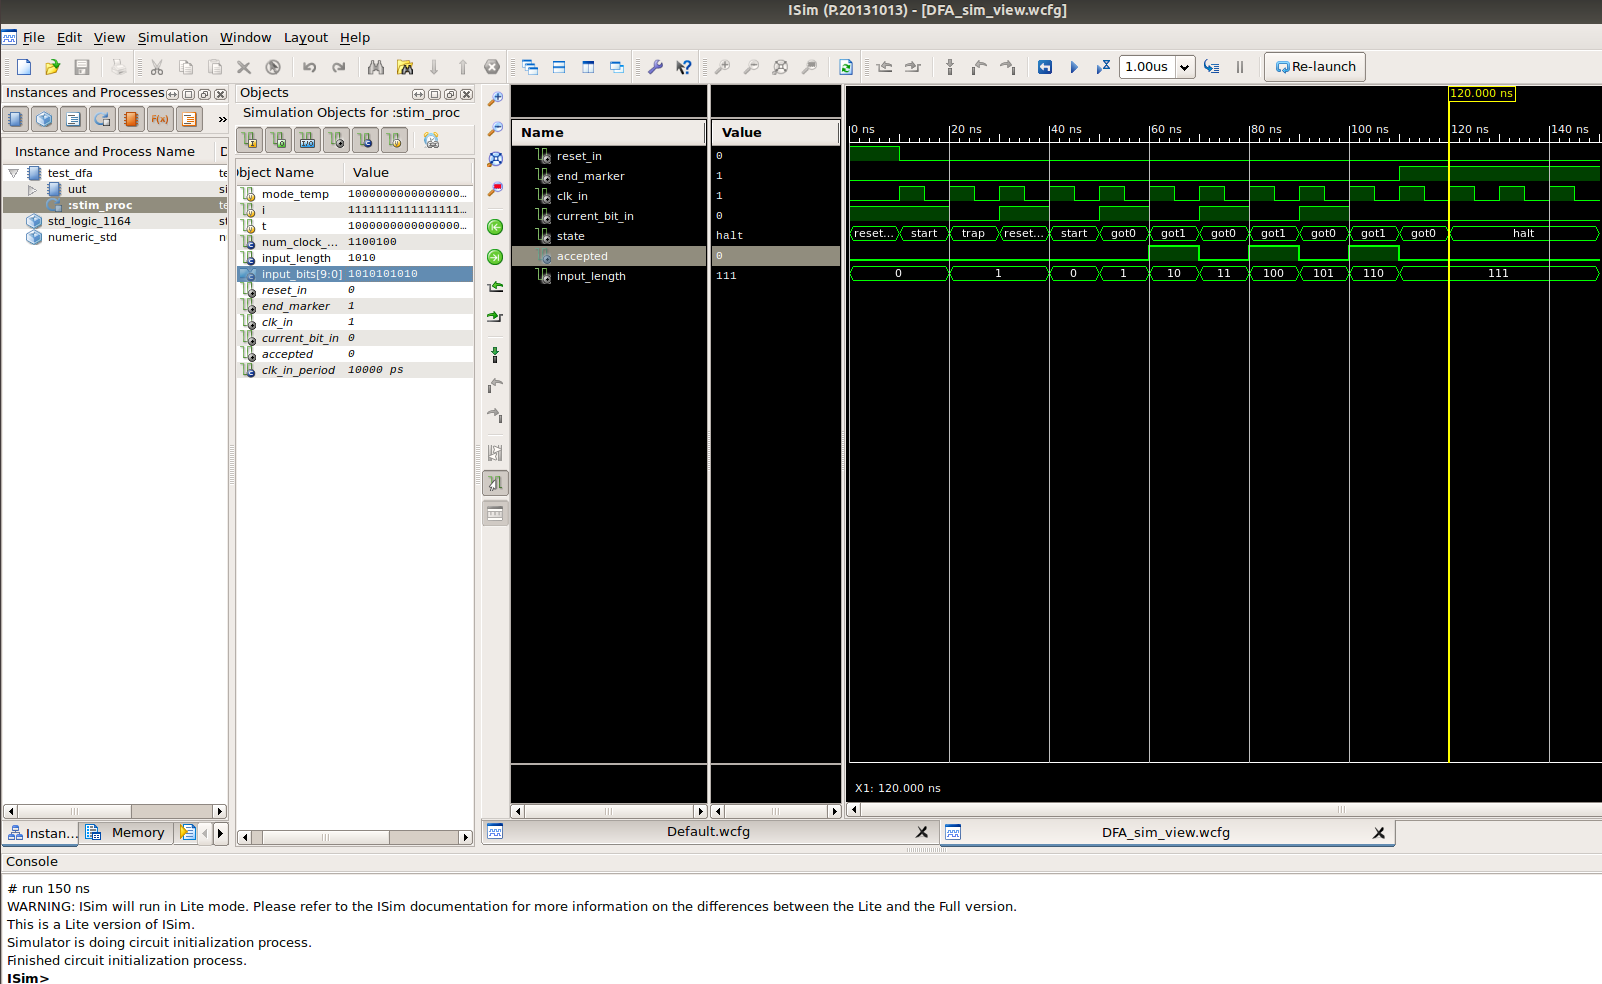 ISim (P.20131013) - [DFA_sim_view.wcfg]
File Edit View Simulation Window Layout Help
1.00us
Re-launch
Instances and Processes
F(x)
»
Instance and Process Name D
test_dfa te
uut si
:stim_proc te
std_logic_1164 st
numeric_std n
Instan...
Memory
Objects
Simulation Objects for :stim_proc
bject Name Value
mode_temp 1000000000000000...
i 1111111111111111...
t 1000000000000000...
num_clock_... 1100100
input_length 1010
input_bits[9:0] 1010101010
reset_in 0
end_marker 1
clk_in 1
current_bit_in 0
accepted 0
clk_in_period 10000 ps
Name Value
reset_in 0
end_marker 1
clk_in 1
current_bit_in 0
state halt
accepted 0
input_length 111
120.000 ns
0 ns 20 ns 40 ns 60 ns 80 ns 100 ns 120 ns 140 ns
reset... start trap reset... start got0 got1 got0 got1 got0 got1 got0 halt
0 1 0 1 10 11 100 101 110 111
X1: 120.000 ns
Default.wcfg
DFA_sim_view.wcfg
Console
# run 150 ns
WARNING: ISim will run in Lite mode. Please refer to the ISim documentation for more information on the differences between the Lite and the Full version.
This is a Lite version of ISim.
Simulator is doing circuit initialization process.
Finished circuit initialization process.
ISim>